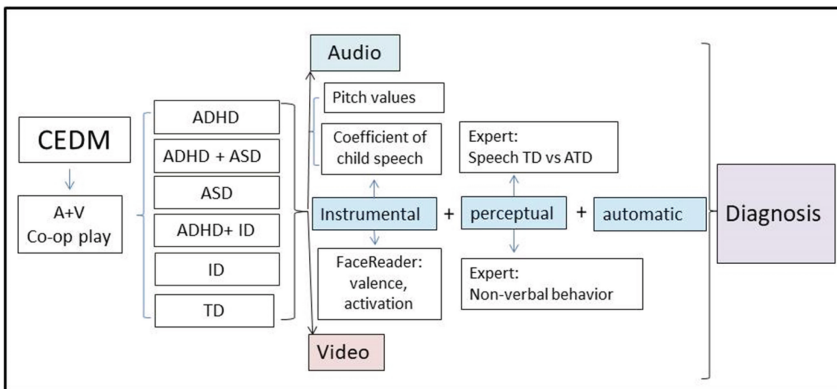 CEDM
A+V
Co-op play
ADHD
ADHD + ASD
ASD
ADHD+ ID
ID
TD
Audio
Pitch values
Coefficient of
child speech
Instrumental
FaceReader:
valence,
activation
Video
+
Expert:
Speech TD vs ATD
perceptual
Expert:
Non-verbal behavior
+
automatic
Diagnosis